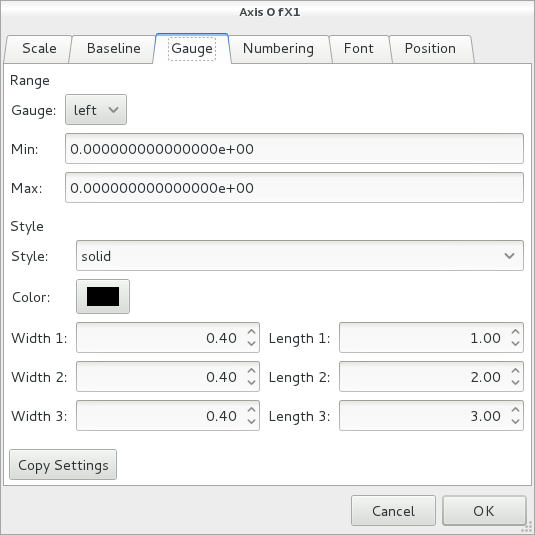 Axis 0 fX1
Scale Baseline Gauge Numbering Font Position
Range
Gauge: left
Min: 0.000000000000000e+00
Max: 0.000000000000000e+00
Style
Style: solid
Color:
Width 1: 0.40 Length 1: 1.00
Width 2: 0.40 Length 2: 2.00
Width 3: 0.40 Length 3: 3.00
Copy Settings
Cancel OK